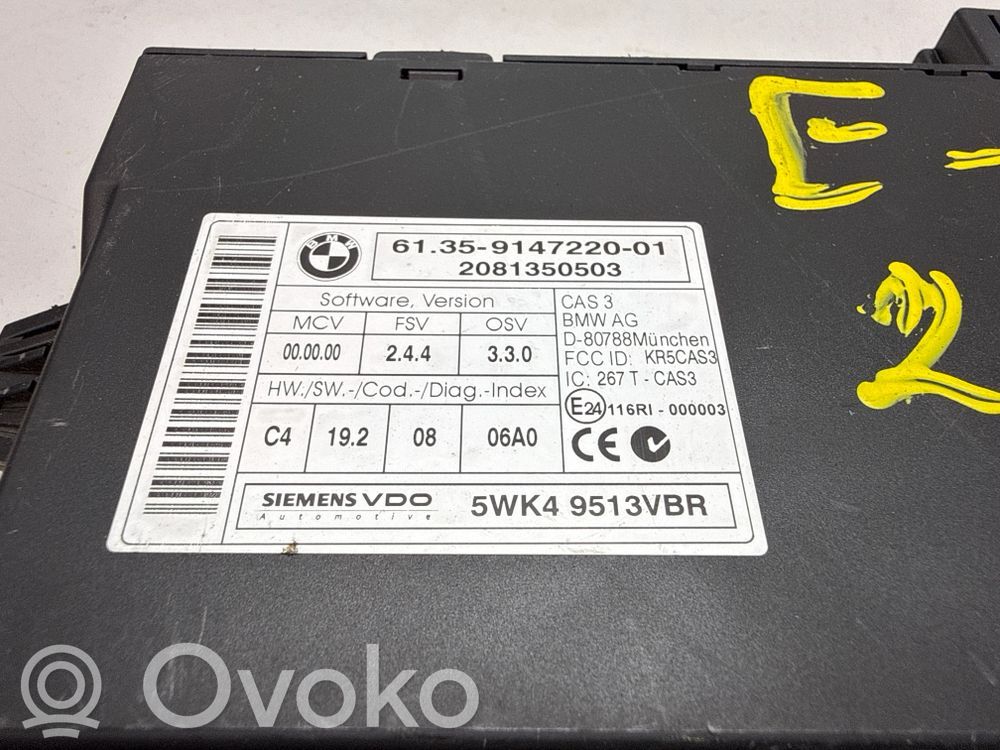 BMW
61.35-9147220-01
2081350503
Software, Version
MCV FSV OSV
00.00.00 2.4.4 3.3.0
HW./SW.-/Cod.-/Diag.-Index
C4 19.2 08 06A0
CAS 3
BMW AG
D-80788München
FCC ID: KR5CAS3
IC: 267 T - CAS3
E24 116RI - 000003
CE N
SIEMENS VDO
Automotive
5WK4 9513VBR
E
2
Ovoko